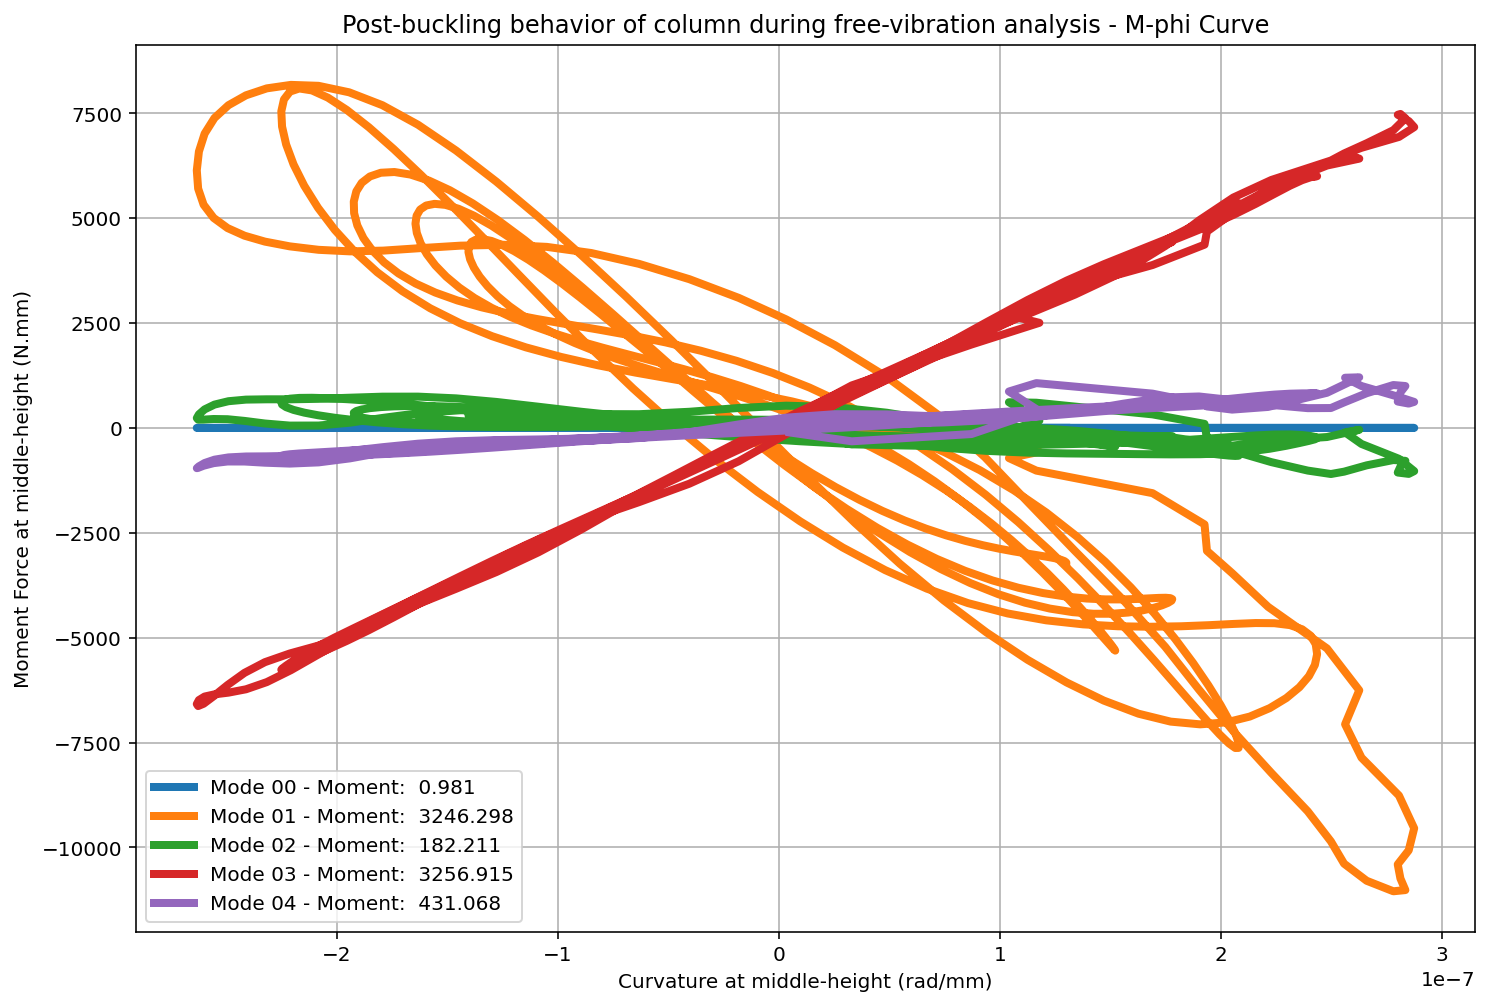 Post-buckling behavior of column during free-vibration analysis - M-phi Curve
Moment Force at middle-height (N.mm)
7500
5000
2500
0
−2500
−5000
−7500
−10000
Mode 00 - Moment: 0.981
Mode 01 - Moment: 3246.298
Mode 02 - Moment: 182.211
Mode 03 - Moment: 3256.915
Mode 04 - Moment: 431.068
−2 −1 0 1 2 3
Curvature at middle-height (rad/mm)
1e−7